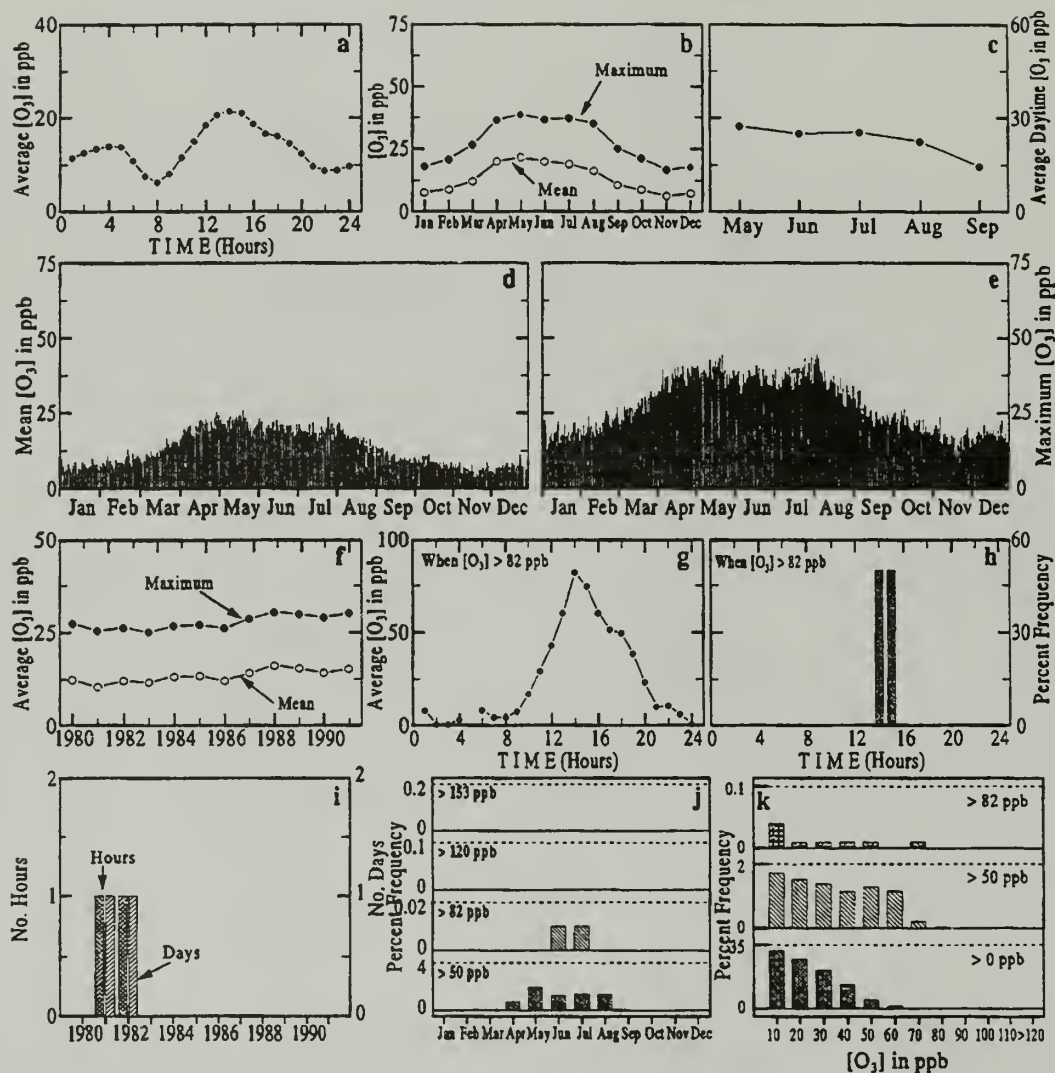 a
Average [O3] in ppb
40
20
0
0 4 8 12 16 20 24
T I M E (Hours)
b
[O3] in ppb
75
50
25
0
Maximum
Mean
Jan Feb Mar Apr May Jun Jul Aug Sep Oct Nov Dec
c
Average Daytime [O3] in ppb
60
30
0
May Jun Jul Aug Sep
d
Mean [O3] in ppb
75
50
25
0
Jan Feb Mar Apr May Jun Jul Aug Sep Oct Nov Dec
e
Maximum [O3] in ppb
75
50
25
0
Jan Feb Mar Apr May Jun Jul Aug Sep Oct Nov Dec
f
Average [O3] in ppb
50
25
0
Maximum
Mean
1980 1982 1984 1986 1988 1990
g
When [O3] > 82 ppb
Average [O3] in ppb
100
50
0
0 4 8 12 16 20 24
T I M E (Hours)
h
When [O3] > 82 ppb
Percent Frequency
60
30
0
0 4 8 12 16 20 24
T I M E (Hours)
i
No. Hours
2
1
0
Hours
Days
No. Days
2
1
0
1980 1982 1984 1986 1988 1990
j
Percent Frequency
0.2
> 153 ppb
0
0.1
> 120 ppb
0
0.02
> 82 ppb
0
4
> 50 ppb
0
Jan Feb Mar Apr May Jun Jul Aug Sep Oct Nov Dec
k
Percent Frequency
0.1
> 82 ppb
0
2
> 50 ppb
0
35
> 0 ppb
0
10 20 30 40 50 60 70 80 90 100 110 >120
[O3] in ppb